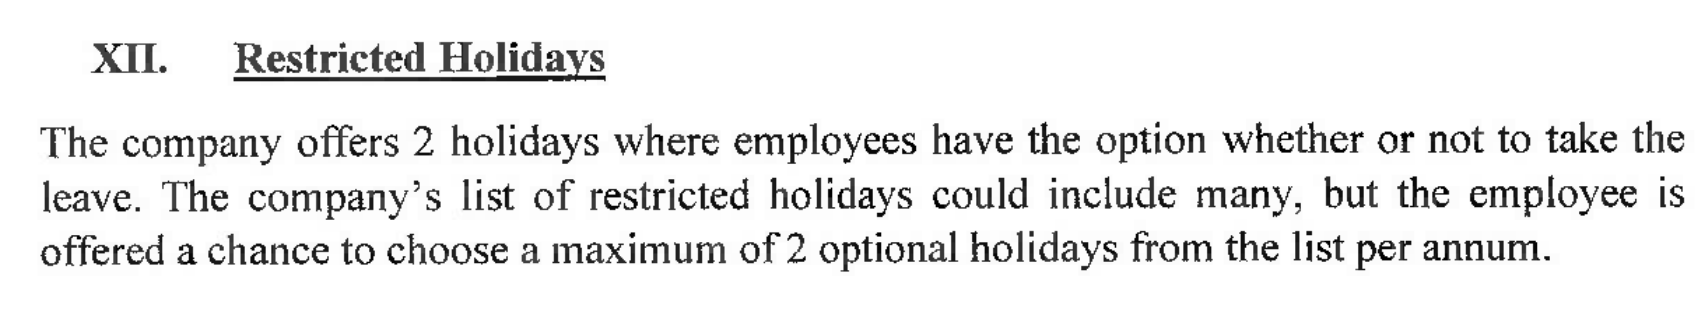 XII. Restricted Holidays
The company offers 2 holidays where employees have the option whether or not to take the
leave. The company's list of restricted holidays could include many, but the employee is
offered a chance to choose a maximum of 2 optional holidays from the list per annum.